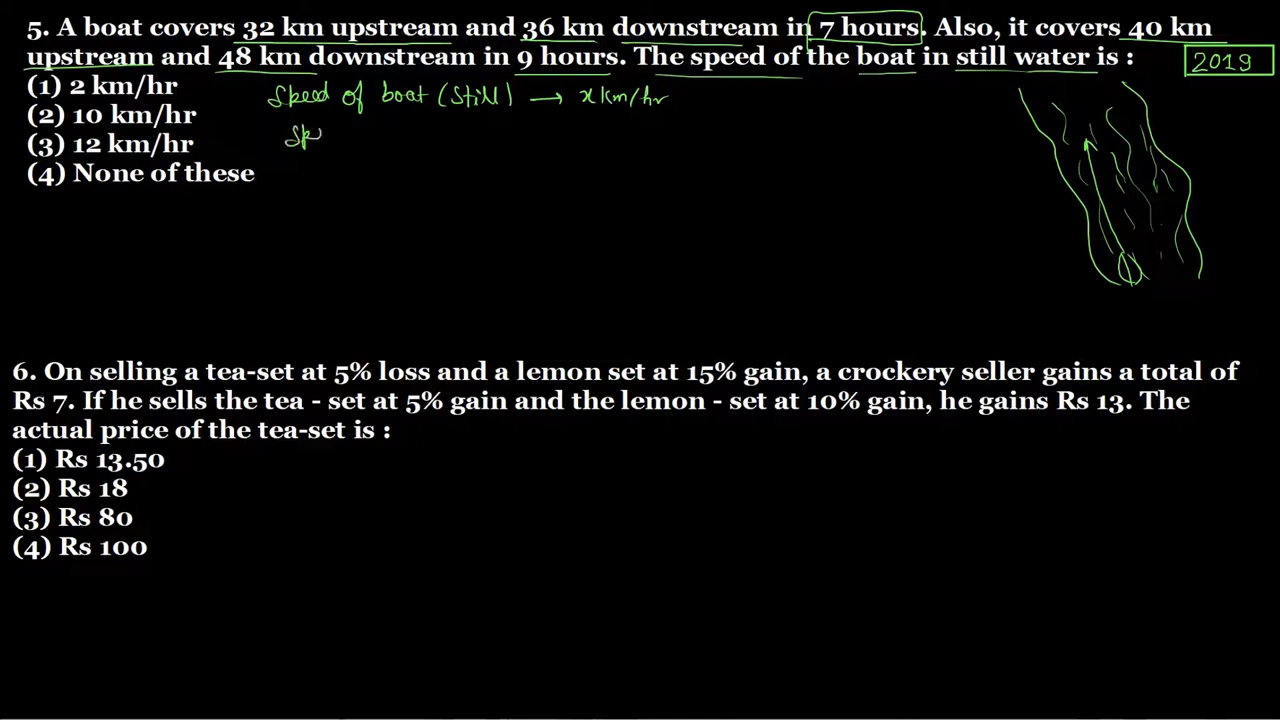 5. A boat covers 32 km upstream and 36 km downstream in 7 hours. Also, it covers 40 km
upstream and 48 km downstream in 9 hours. The speed of the boat in still water is :
2019
(1) 2 km/hr
Speed of boat (Still) → x km/hr
(2) 10 km/hr
Sp
(3) 12 km/hr
(4) None of these
6. On selling a tea-set at 5% loss and a lemon set at 15% gain, a crockery seller gains a total of
Rs 7. If he sells the tea - set at 5% gain and the lemon - set at 10% gain, he gains Rs 13. The
actual price of the tea-set is :
(1) Rs 13.50
(2) Rs 18
(3) Rs 80
(4) Rs 100